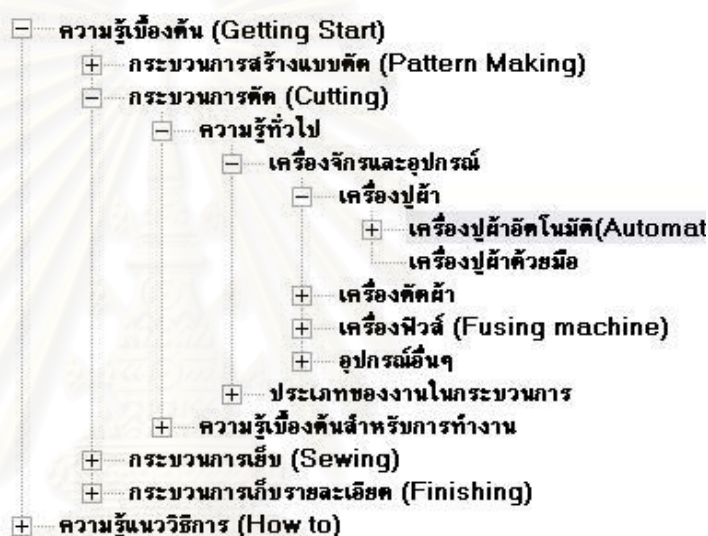 ความรู้เบื้องต้น (Getting Start)
กระบวนการสร้างแบบตัด (Pattern Making)
กระบวนการตัด (Cutting)
ความรู้ทั่วไป
เครื่องจักรและอุปกรณ์
เครื่องปูผ้า
เครื่องปูผ้าอัตโนมัติ(Automat
เครื่องปูผ้าด้วยมือ
เครื่องตัดผ้า
เครื่องฟิวส์ (Fusing machine)
อุปกรณ์อื่นๆ
ประเภทของงานในกระบวนการ
ความรู้เบื้องต้นสำหรับการทำงาน
กระบวนการเย็บ (Sewing)
กระบวนการเก็บรายละเอียด (Finishing)
ความรู้แนววิธีการ (How to)